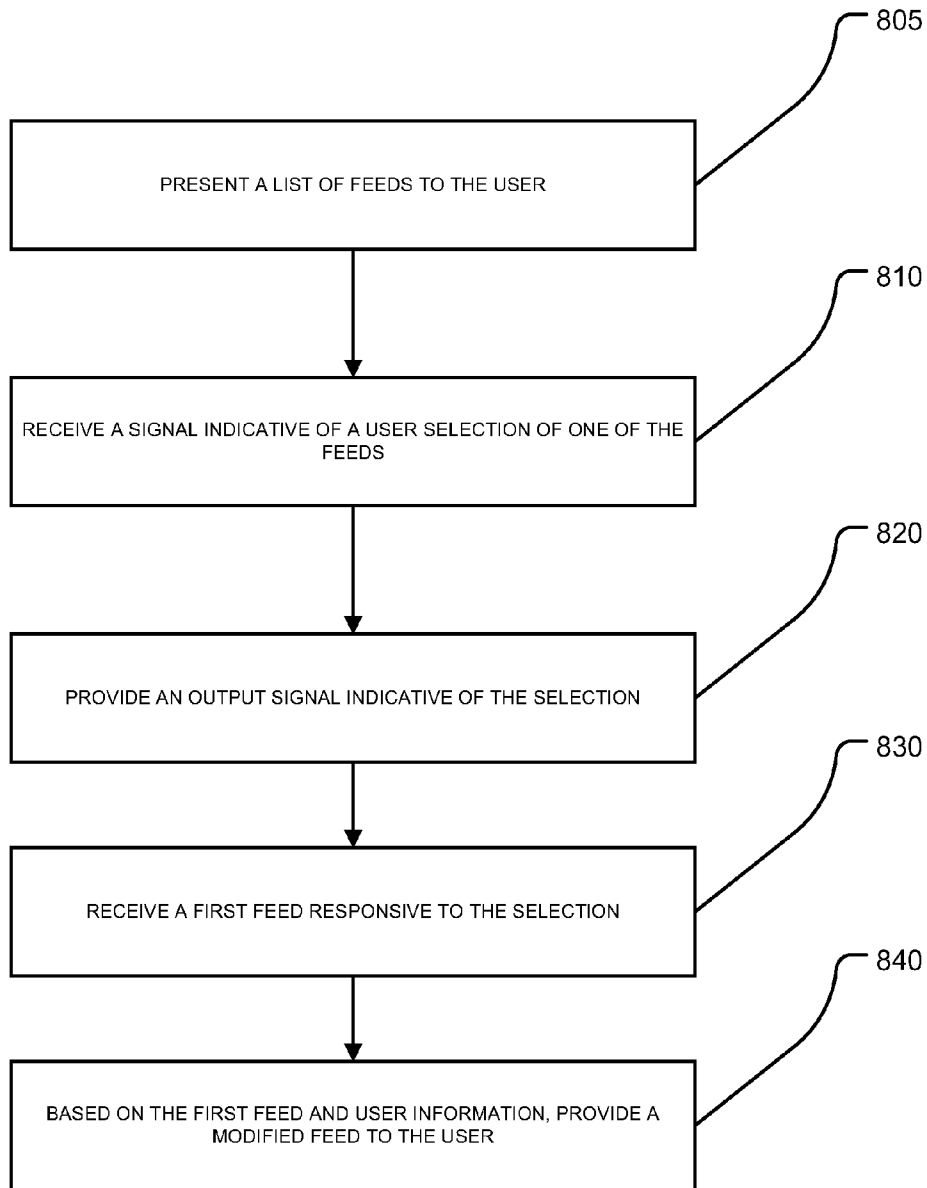 805
PRESENT A LIST OF FEEDS TO THE USER
810
RECEIVE A SIGNAL INDICATIVE OF A USER SELECTION OF ONE OF THE
FEEDS
820
PROVIDE AN OUTPUT SIGNAL INDICATIVE OF THE SELECTION
830
RECEIVE A FIRST FEED RESPONSIVE TO THE SELECTION
840
BASED ON THE FIRST FEED AND USER INFORMATION, PROVIDE A
MODIFIED FEED TO THE USER